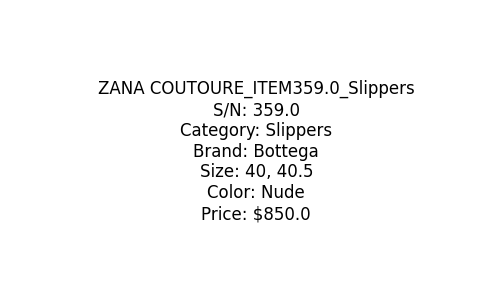 ZANA COUTOURE_ITEM359.0_Slippers
S/N: 359.0
Category: Slippers
Brand: Bottega
Size: 40, 40.5
Color: Nude
Price: $850.0